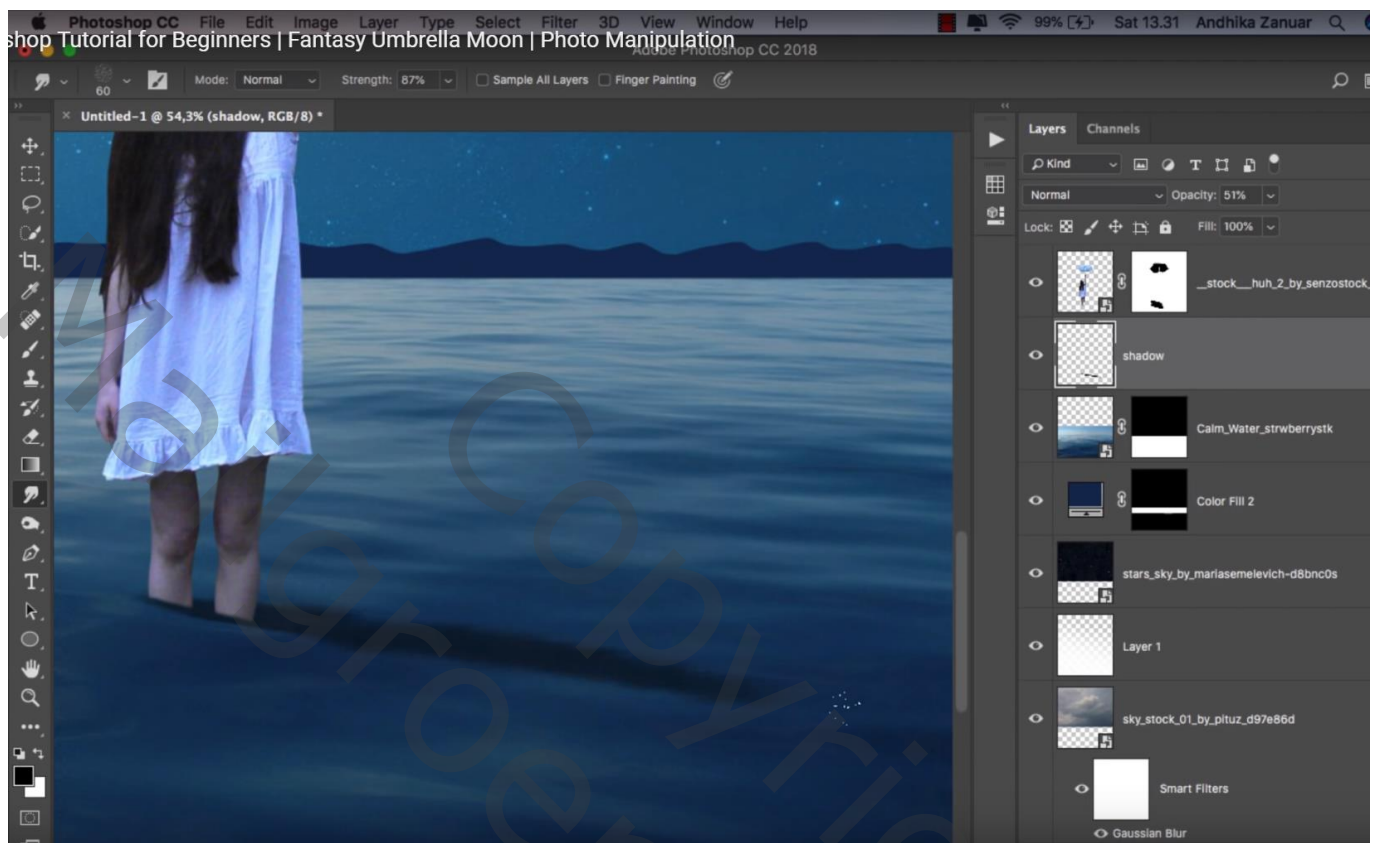 Photoshop CC File Edit Image Layer Type Select Filter 3D View Window Help 99% Sat 13.31 Andhika Zanuar
shop Tutorial for Beginners | Fantasy Umbrella Moon | Photo Manipulation
Adobe Photoshop CC 2018
60 Mode: Normal Strength: 87% Sample All Layers Finger Painting
× Untitled-1 @ 54,3% (shadow, RGB/8) *
Layers Channels
Kind
Normal Opacity: 51%
Lock: Fill: 100%
__stock__huh_2_by_senzostock_
shadow
Calm_Water_strwberrystk
Color Fill 2
stars_sky_by_mariasemelevich-d8bnc0s
Layer 1
sky_stock_01_by_pituz_d97e86d
Smart Filters
Gaussian Blur